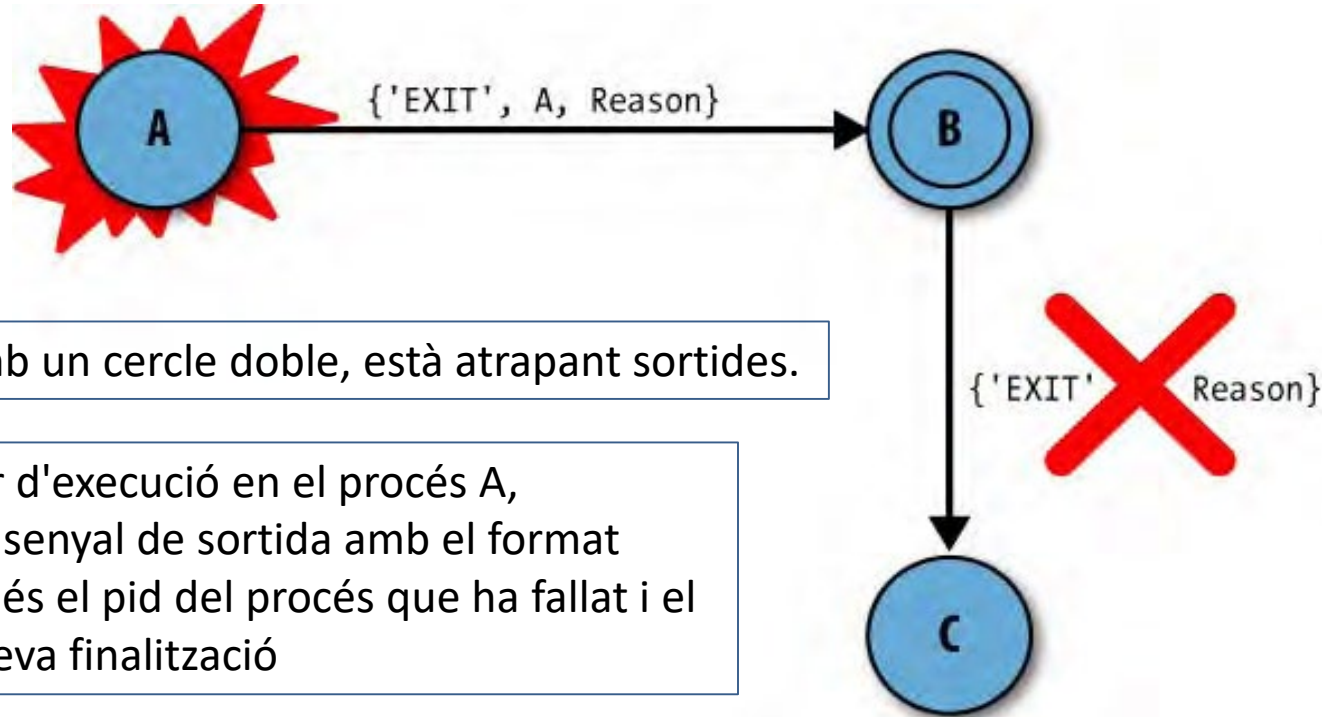 A
{'EXIT', A, Reason}
B
un cercle doble, està atrapant sortides.
{'EXIT'
Reason}
d'execució en el procés A,
senyal de sortida amb el format
és el pid del procés que ha fallat i el
finalització
C